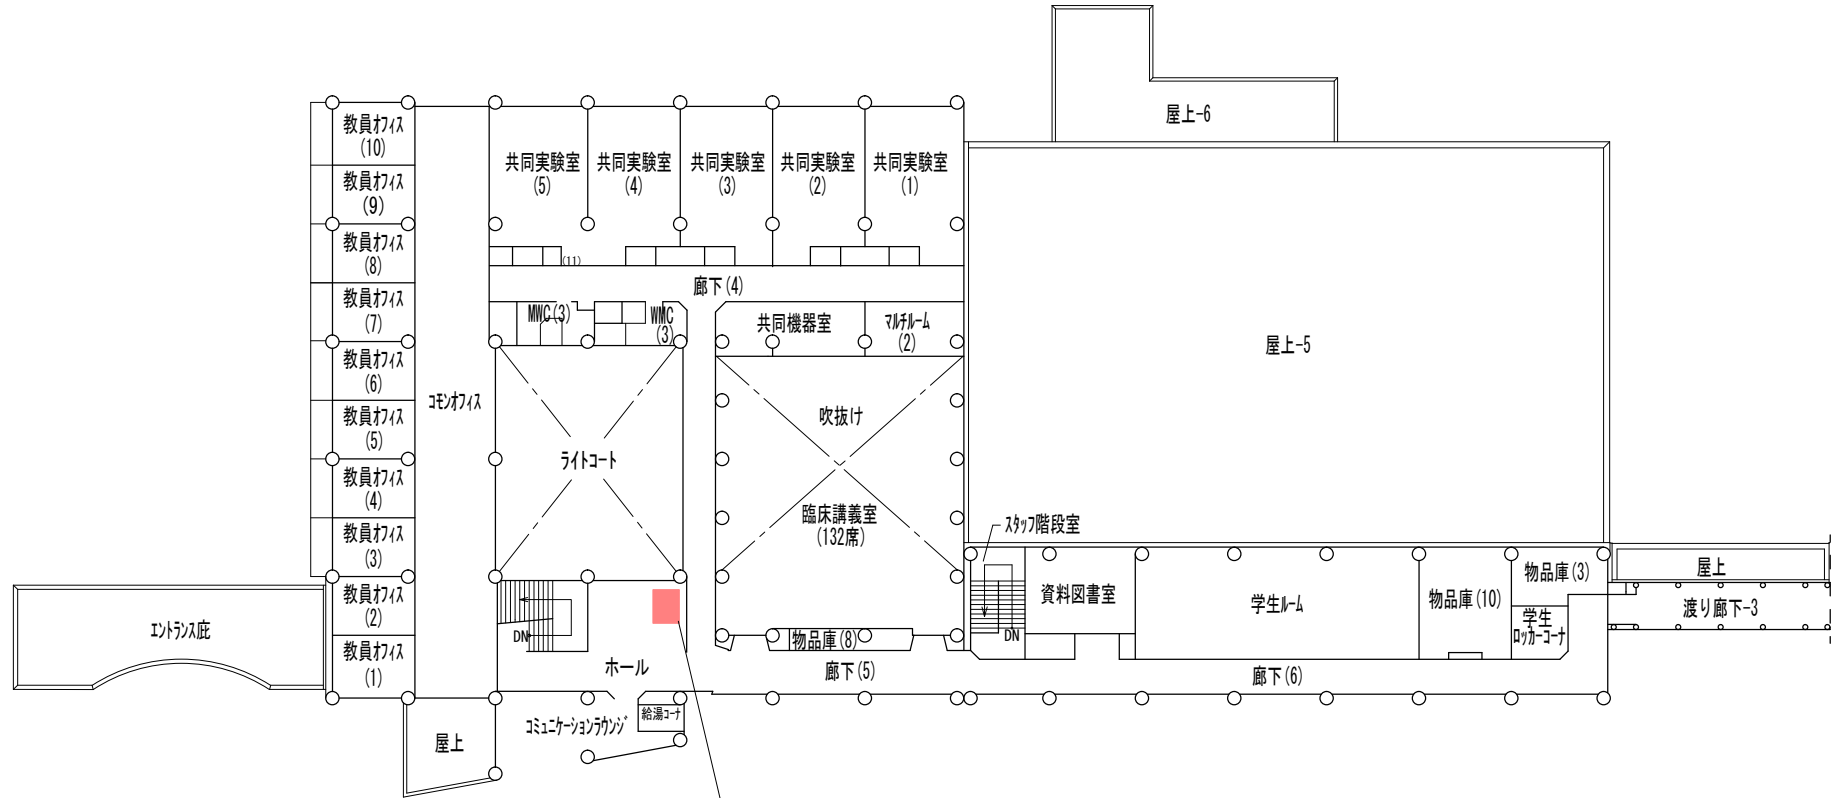 屋上-6
教員オフィス
(10)
教員オフィス
(9)
教員オフィス
(8)
教員オフィス
(7)
教員オフィス
(6)
教員オフィス
(5)
教員オフィス
(4)
教員オフィス
(3)
教員オフィス
(2)
教員オフィス
(1)
コモンオフィス
共同実験室
(5)
共同実験室
(4)
共同実験室
(3)
共同実験室
(2)
共同実験室
(1)
(11)
廊下(4)
MWC(3)
WMC
(3)
共同機器室
マルチルーム
(2)
屋上-5
吹抜け
ライトコート
臨床講義室
(132席)
スタッフ階段室
エントランス庇
DN
ホール
物品庫(8)
廊下(5)
DN
資料図書室
学生ルーム
物品庫(10)
物品庫(3)
学生
ロッカーコーナ
屋上
渡り廊下-3
廊下(6)
給湯コーナ
コミュニケーションラウンジ
屋上